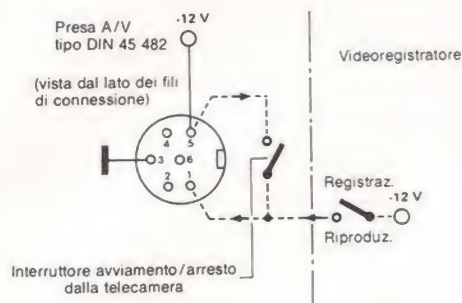 Presa A/V
tipo DIN 45 482
-12 V
Videoregistratore
(vista dal lato dei fili
di connessione)
4
5
3
6
2
Registraz.
-12 V
Riproduz.
Interruttore avviamento/arresto
dalla telecamera